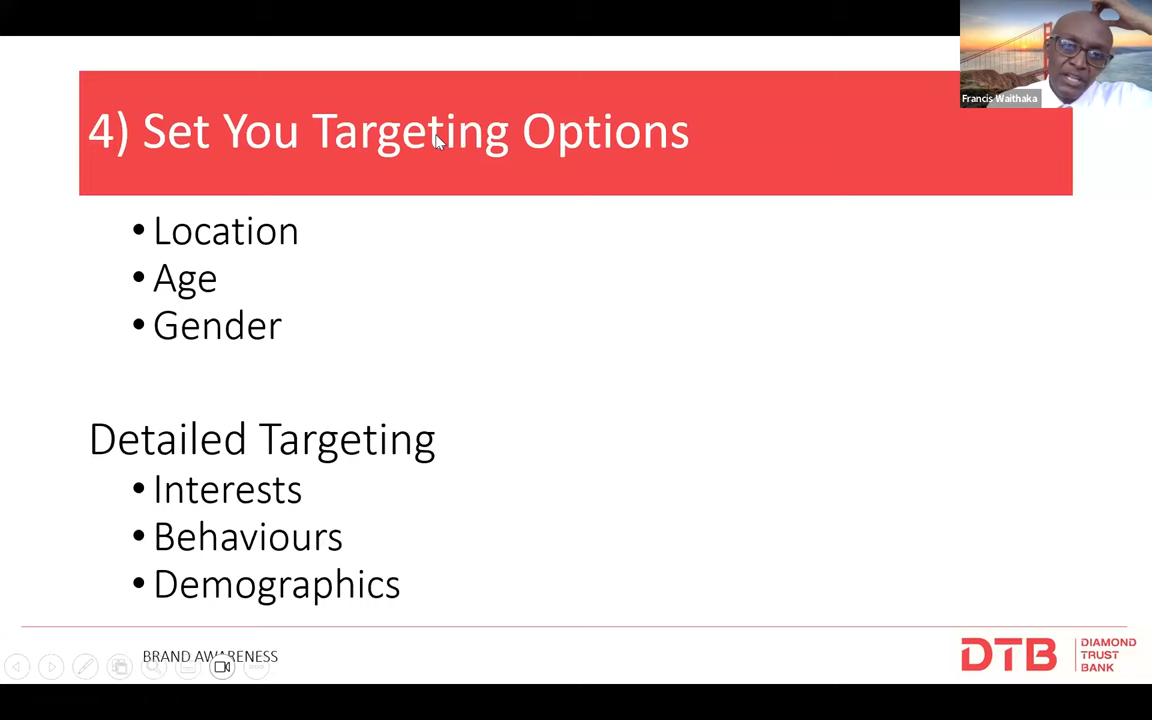 Francis Waithaka
4) Set You Targeting Options
• Location
• Age
• Gender
Detailed Targeting
• Interests
• Behaviours
• Demographics
BRAND AWARENESS
DTB
DIAMOND
TRUST
BANK